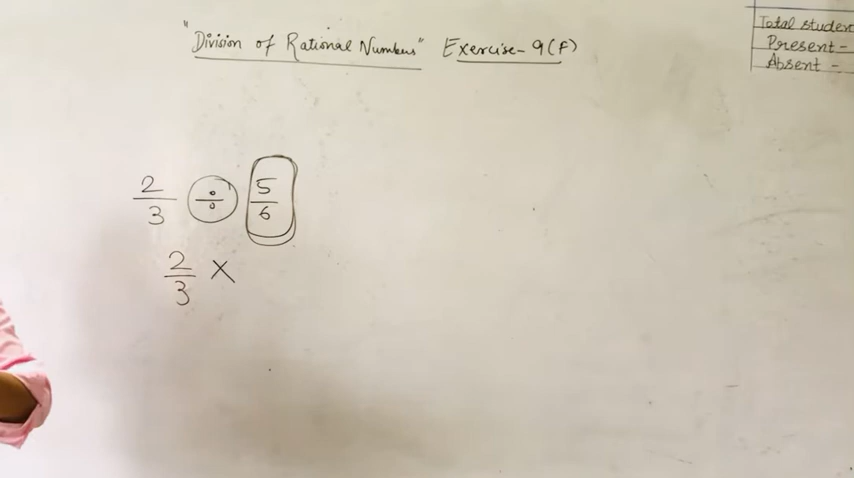 "Division of Rational Numbers" Exercise-9(F)
Total studen
Present -
Absent -
2/3 ÷ 5/6
2/3 ×